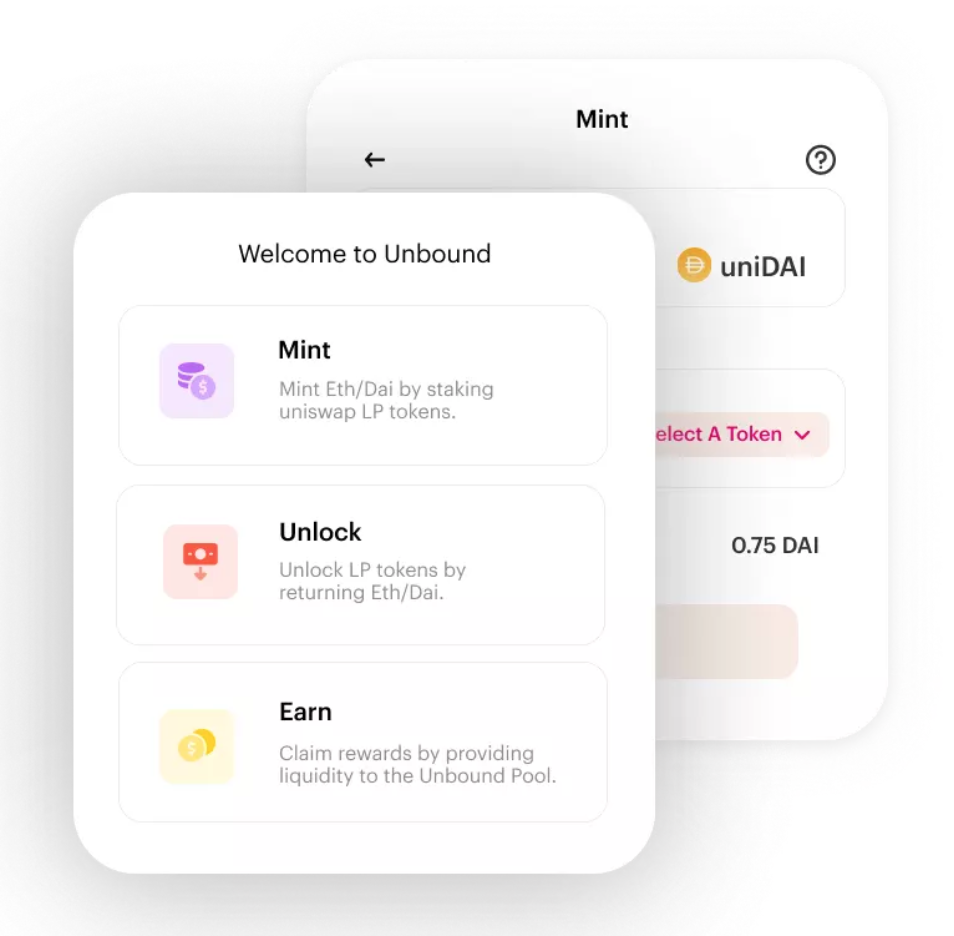 Mint
uniDAI
elect A Token
0.75 DAI
Welcome to Unbound
Mint
Mint Eth/Dai by staking
uniswap LP tokens.
Unlock
Unlock LP tokens by
returning Eth/Dai.
Earn
Claim rewards by providing
liquidity to the Unbound Pool.